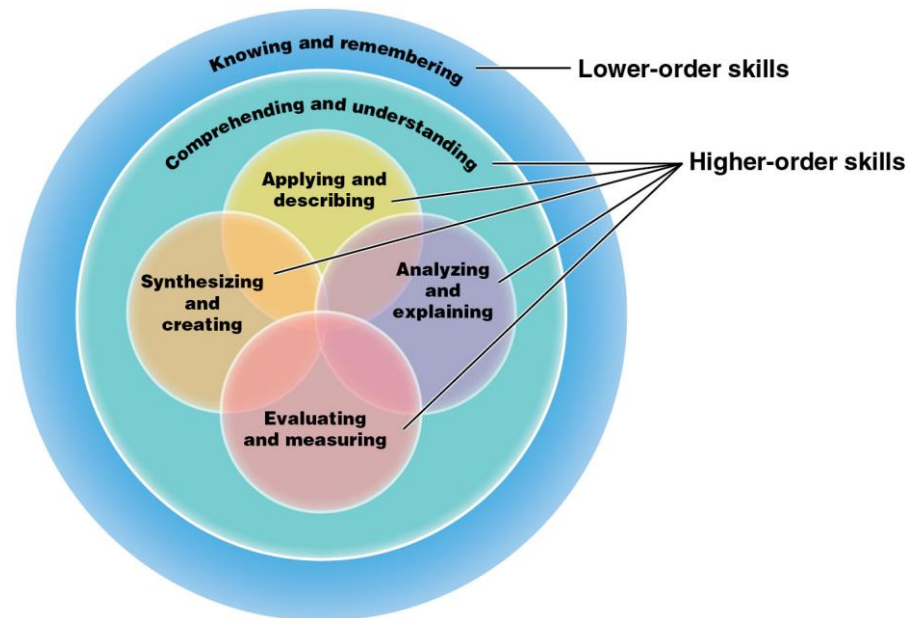 Knowing and remembering
Lower-order skills
Comprehending and understanding
Higher-order skills
Applying and
describing
Synthesizing
and
creating
Analyzing
and
explaining
Evaluating
and measuring